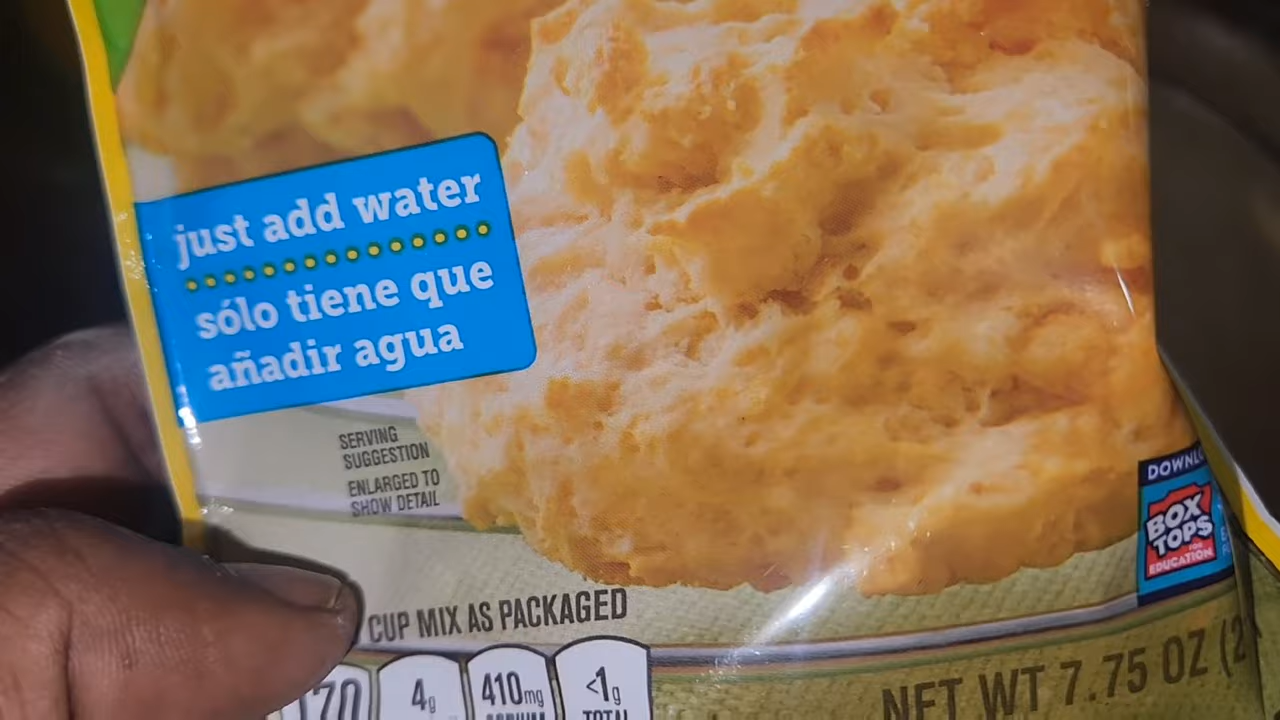 just add water
sólo tiene que
añadir agua
SERVING
SUGGESTION
ENLARGED TO
SHOW DETAIL
BOX
TOPS
FOR
EDUCATION
CUP MIX AS PACKAGED
4g
410mg
<1g
TOTAL
NET WT 7.75 OZ